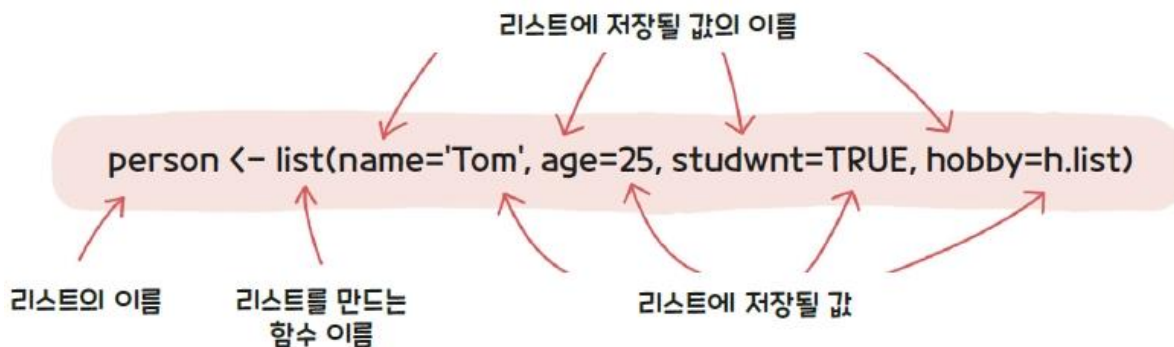 리스트에 저장될 값의 이름
person <- list(name='Tom', age=25, studwnt=TRUE, hobby=h.list)
리스트의 이름
리스트를 만드는
함수 이름
리스트에 저장될 값